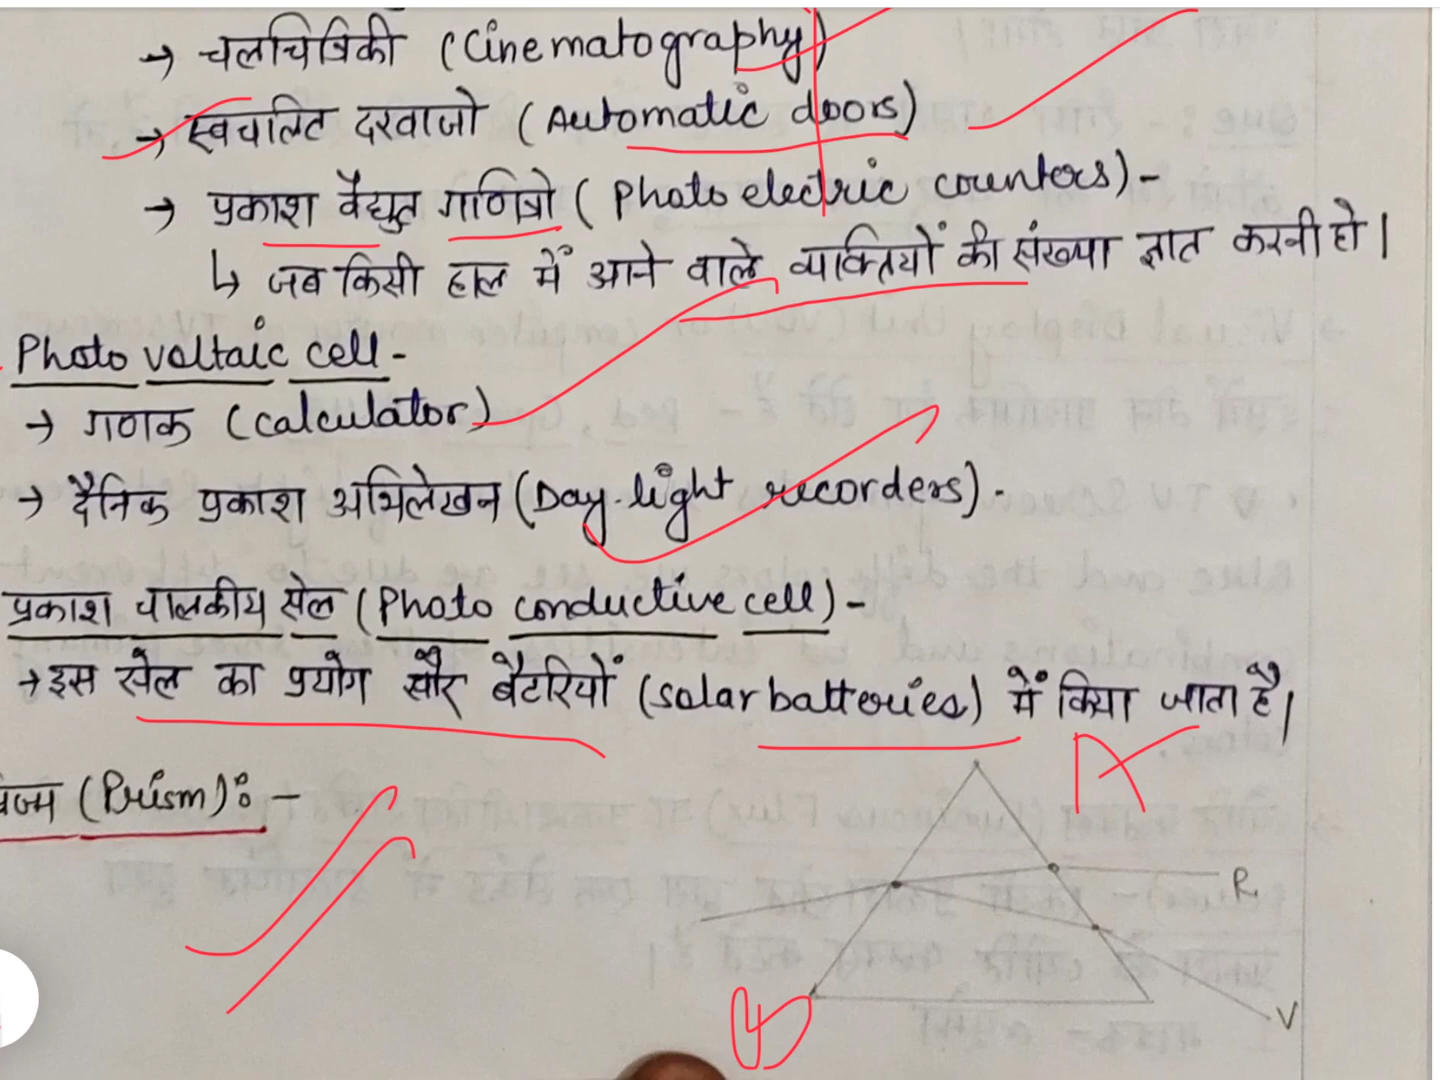 → चलचित्रिकी (Cinematography)
→ स्वचालित दरवाजो (Automatic doors)
→ प्रकाश वैद्युत गणित्रो (Photo electric counters) -
↳ जब किसी हाल में आने वाले व्यक्तियों की संख्या ज्ञात करनी हो।
Photo voltaic cell -
→ गणक (calculator)
→ दैनिक प्रकाश अभिलेखन (Day-light recorders) -
प्रकाश चालकीय सेल (Photo conductive cell) -
→ इस सेल का प्रयोग सौर बैटरियों (solar batteries) में किया जाता है।
(Prism): -
R
V